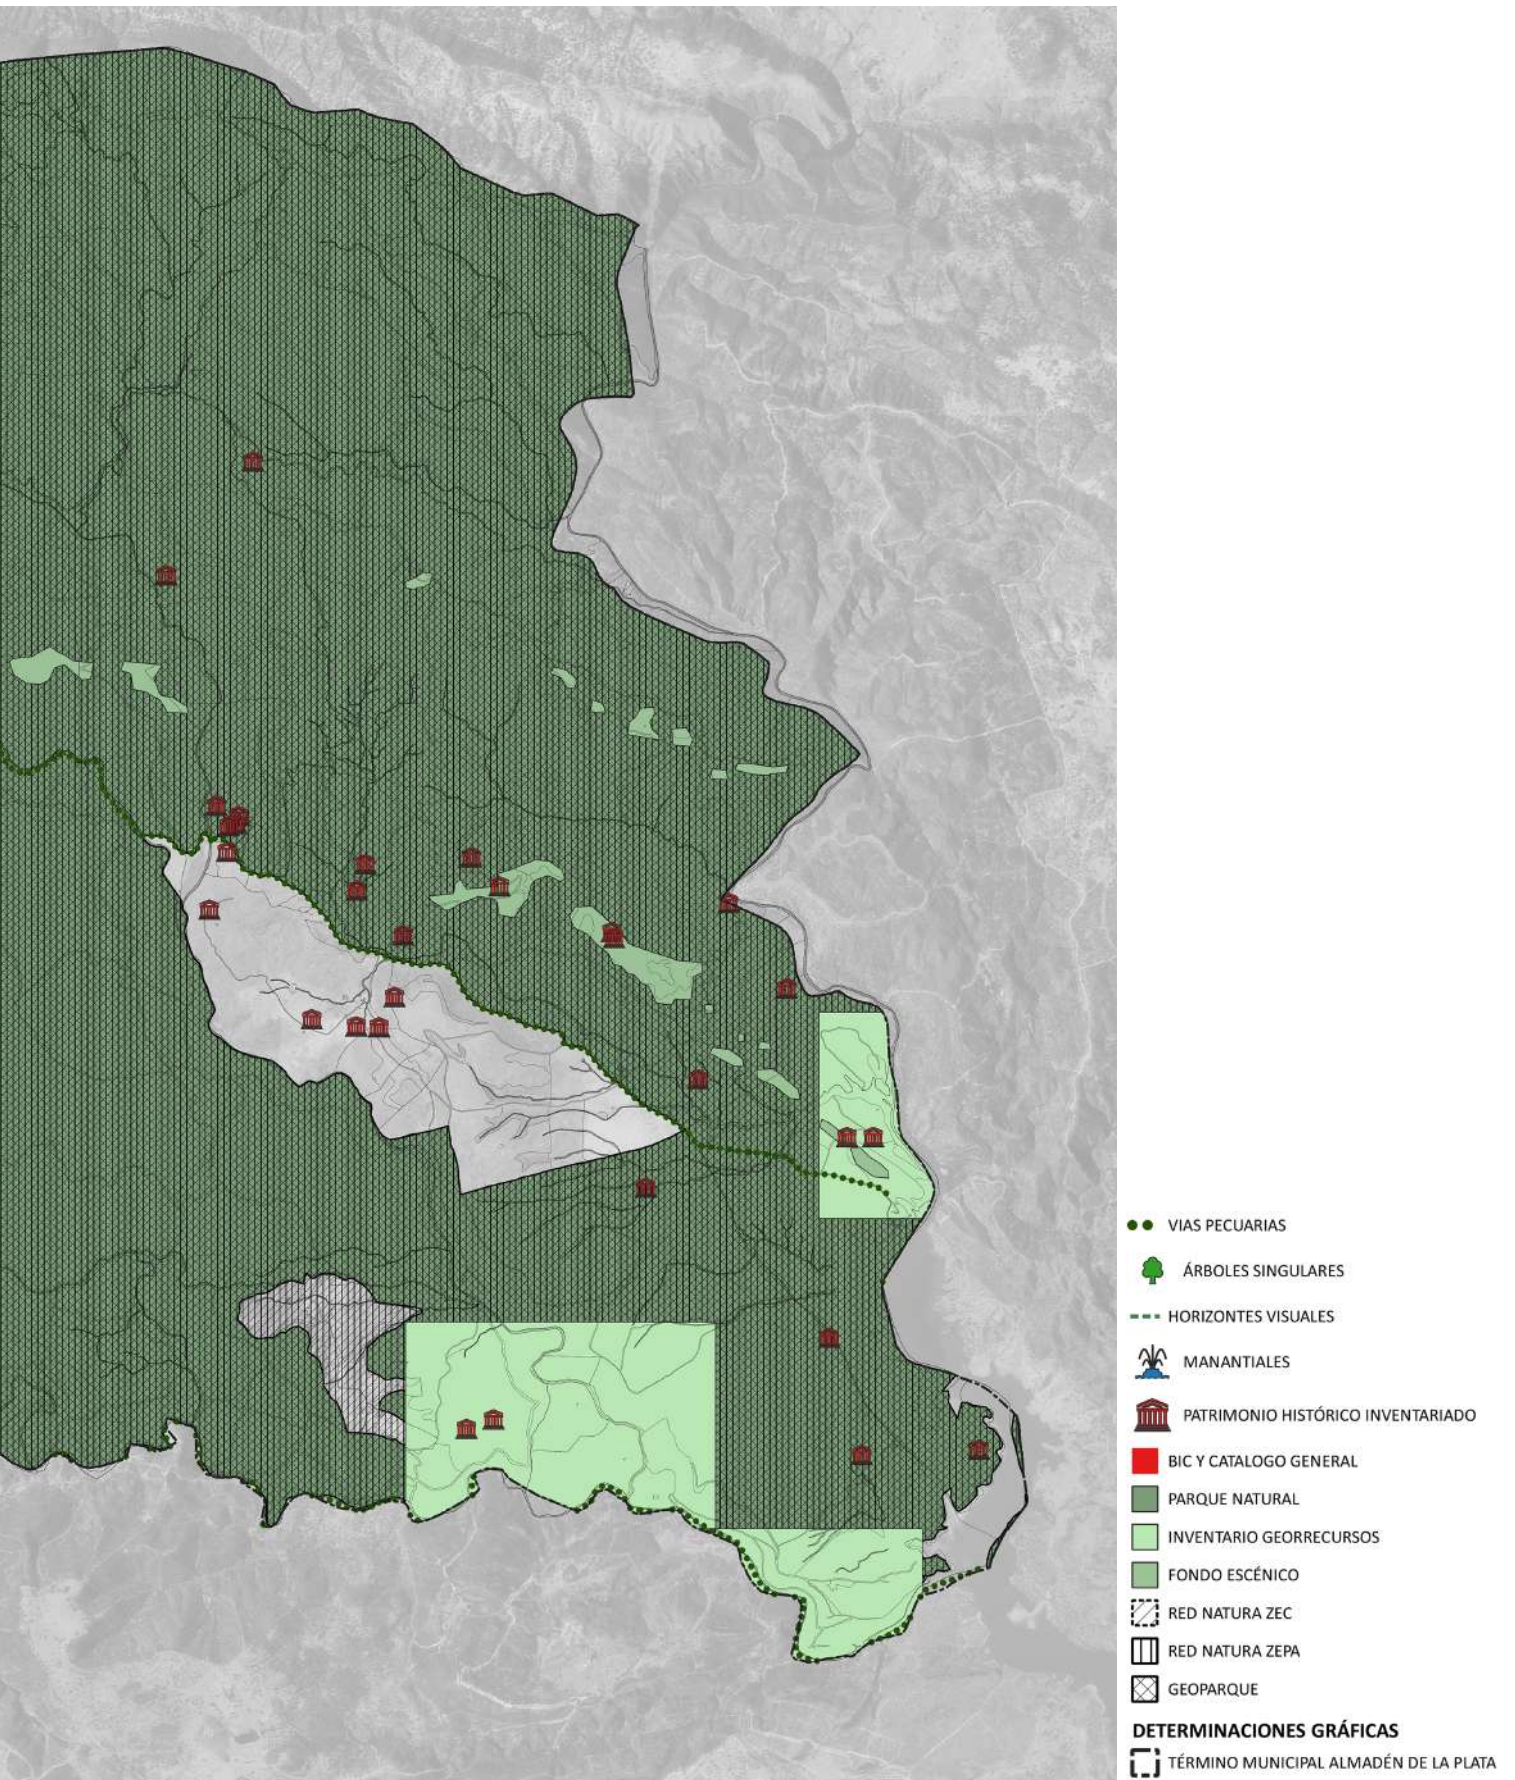 VIAS PECUARIAS
ÁRBOLES SINGULARES
HORIZONTES VISUALES
MANANTIALES
PATRIMONIO HISTÓRICO INVENTARIADO
BIC Y CATALOGO GENERAL
PARQUE NATURAL
INVENTARIO GEORRECURSOS
FONDO ESCÉNICO
RED NATURA ZEC
RED NATURA ZEPA
GEOPARQUE
DETERMINACIONES GRÁFICAS
TÉRMINO MUNICIPAL ALMADÉN DE LA PLATA